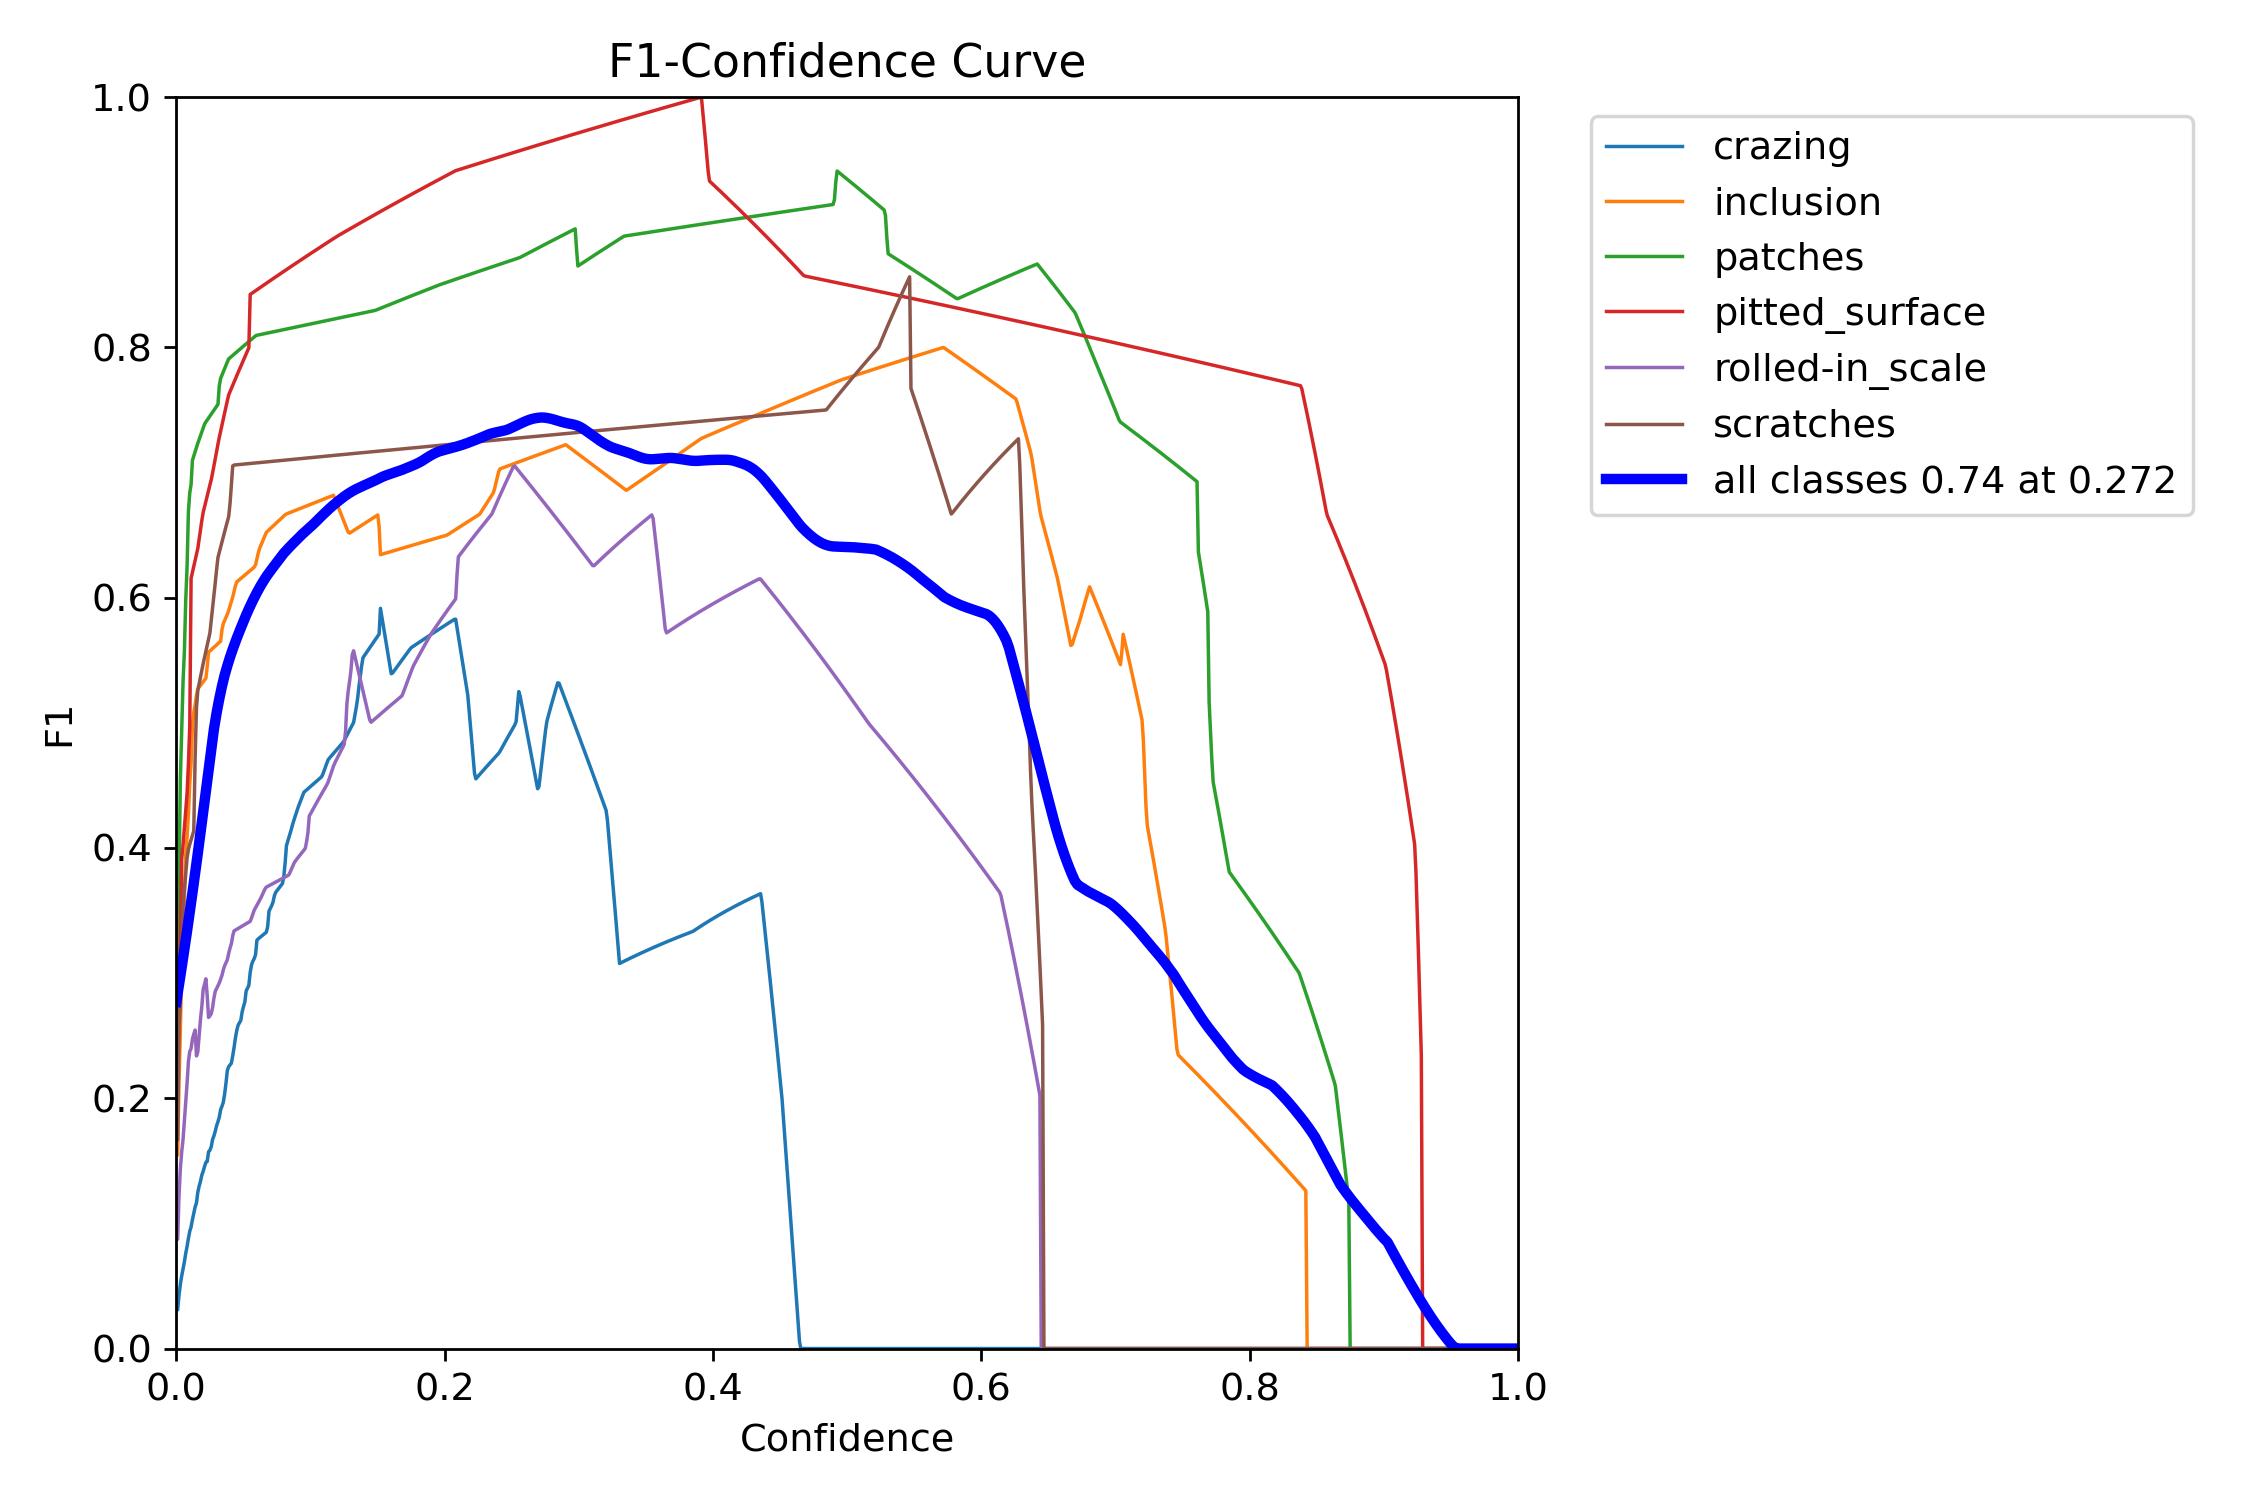 F1-Confidence Curve
1.0
0.8
0.6
0.4
0.2
0.0
F1
0.0 0.2 0.4 0.6 0.8 1.0
Confidence
crazing
inclusion
patches
pitted_surface
rolled-in_scale
scratches
all classes 0.74 at 0.272